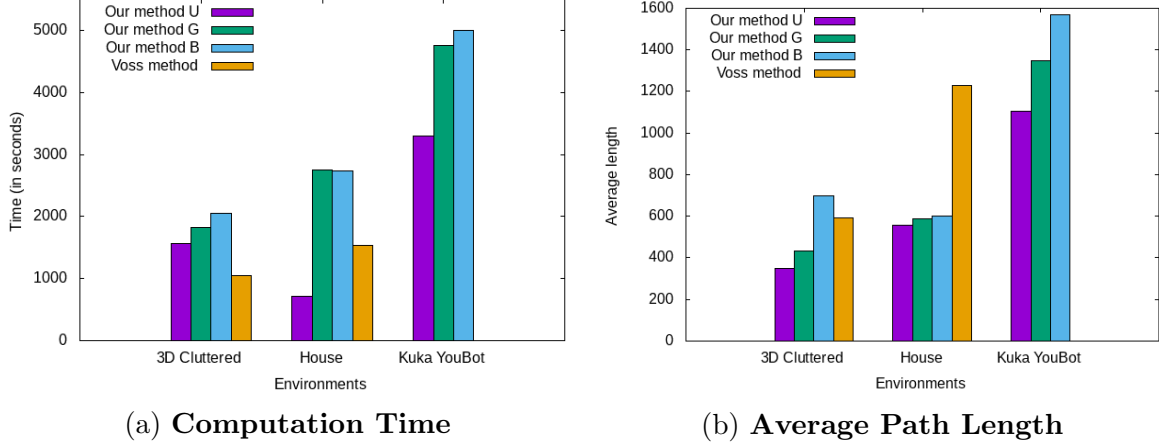 Our method U
Our method G
Our method B
Voss method
5000
4000
3000
2000
1000
0
Time (in seconds)
3D Cluttered House Kuka YouBot
Environments
(a) Computation Time
1600
1400
1200
1000
800
600
400
200
0
Average length
Our method U
Our method G
Our method B
Voss method
3D Cluttered House Kuka YouBot
Environments
(b) Average Path Length